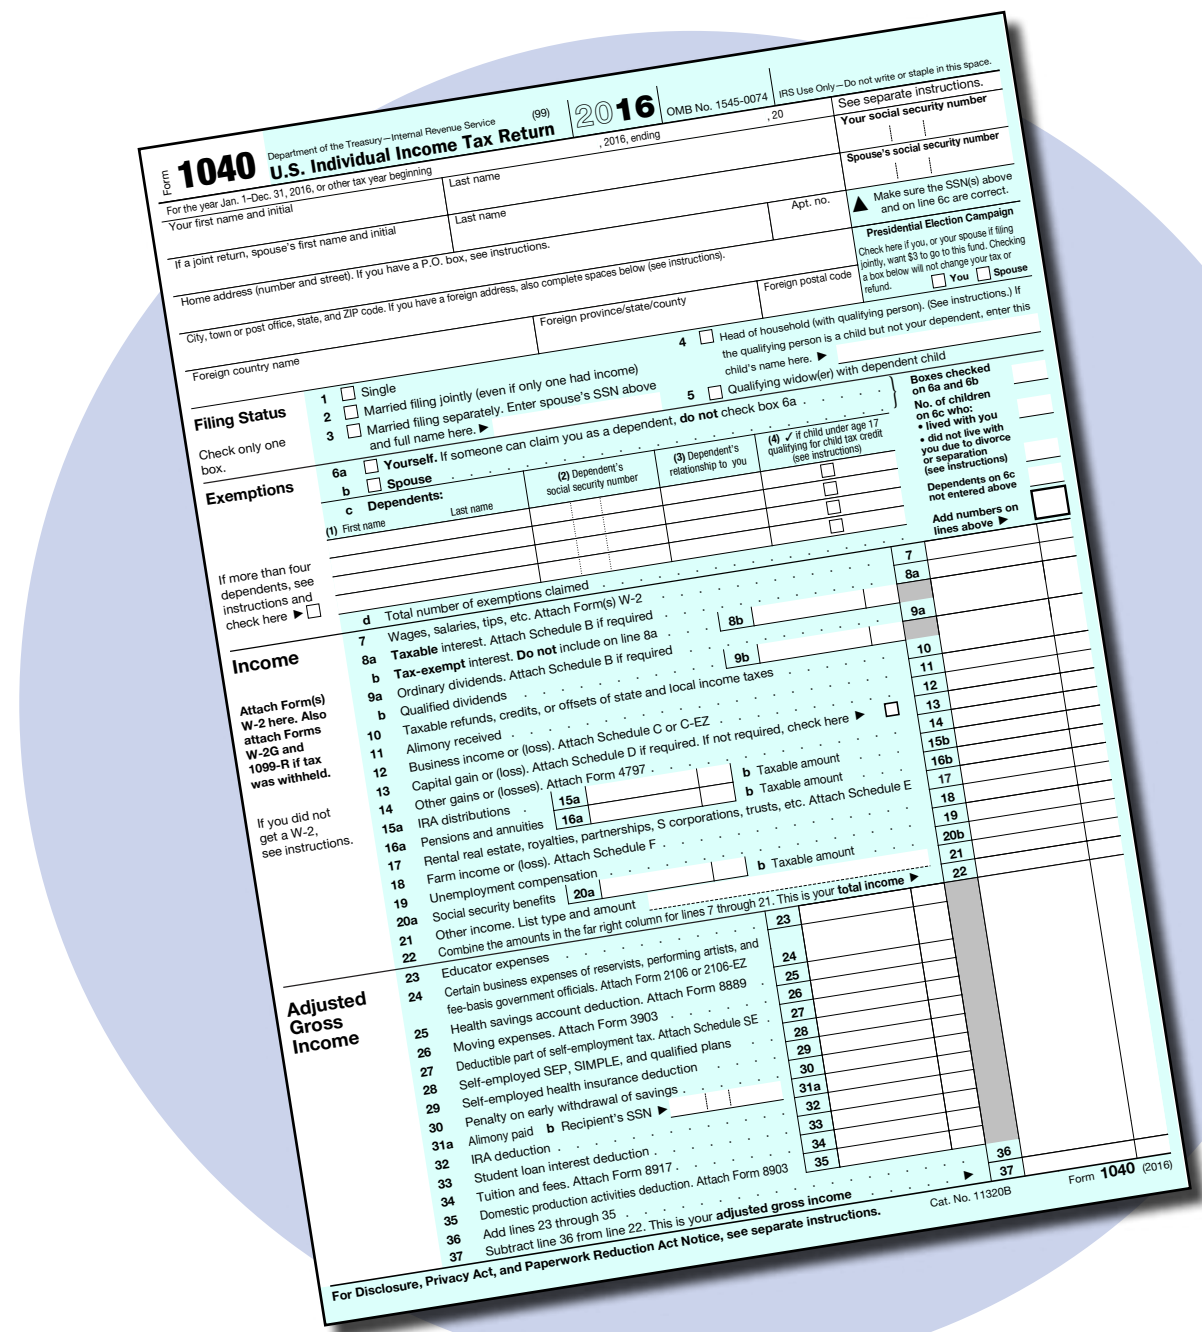 Form 1040 Department of the Treasury—Internal Revenue Service (99)
U.S. Individual Income Tax Return 2016 OMB No. 1545-0074 IRS Use Only—Do not write or staple in this space.
For the year Jan. 1–Dec. 31, 2016, or other tax year beginning , 2016, ending , 20 See separate instructions.
Your first name and initial Last name Your social security number
If a joint return, spouse's first name and initial Last name Spouse's social security number
Home address (number and street). If you have a P.O. box, see instructions. Apt. no.
▲ Make sure the SSN(s) above
and on line 6c are correct.
City, town or post office, state, and ZIP code. If you have a foreign address, also complete spaces below (see instructions).
Foreign country name Foreign province/state/county Foreign postal code
Presidential Election Campaign
Check here if you, or your spouse if filing
jointly, want $3 to go to this fund. Checking
a box below will not change your tax or
refund. You Spouse
Filing Status
Check only one
box.
1 Single
2 Married filing jointly (even if only one had income)
3 Married filing separately. Enter spouse's SSN above
and full name here. ►
4 Head of household (with qualifying person). (See instructions.) If
the qualifying person is a child but not your dependent, enter this
child's name here. ►
5 Qualifying widow(er) with dependent child
Exemptions
6a Yourself. If someone can claim you as a dependent, do not check box 6a . . . . .
b Spouse . . . . . . . . . . . . . . . . . . . .
c Dependents:
(1) First name Last name
(2) Dependent's
social security number
(3) Dependent's
relationship to you
(4) ✓ if child under age 17
qualifying for child tax credit
(see instructions)
If more than four
dependents, see
instructions and
check here ►
d Total number of exemptions claimed . . . . . . . . . . . . . . .
Boxes checked
on 6a and 6b
No. of children
on 6c who:
• lived with you
• did not live with
you due to divorce
or separation
(see instructions)
Dependents on 6c
not entered above
Add numbers on
lines above ►
Income
Attach Form(s)
W-2 here. Also
attach Forms
W-2G and
1099-R if tax
was withheld.
If you did not
get a W-2,
see instructions.
7 Wages, salaries, tips, etc. Attach Form(s) W-2 . . . . . . . . . . 7
8a Taxable interest. Attach Schedule B if required . . . . . . . . . . 8a
b Tax-exempt interest. Do not include on line 8a . . . 8b
9a Ordinary dividends. Attach Schedule B if required . . . . . . . . . 9a
b Qualified dividends . . . . . . . . . . . 9b
10 Taxable refunds, credits, or offsets of state and local income taxes . . . . . . 10
11 Alimony received . . . . . . . . . . . . . . . . . 11
12 Business income or (loss). Attach Schedule C or C-EZ . . . . . . . . . 12
13 Capital gain or (loss). Attach Schedule D if required. If not required, check here ► 13
14 Other gains or (losses). Attach Form 4797 . . . . . . . . . . . . 14
15a IRA distributions . 15a b Taxable amount . . . 15b
16a Pensions and annuities 16a b Taxable amount . . . 16b
17 Rental real estate, royalties, partnerships, S corporations, trusts, etc. Attach Schedule E 17
18 Farm income or (loss). Attach Schedule F . . . . . . . . . . . . 18
19 Unemployment compensation . . . . . . . . . . . . . . 19
20a Social security benefits 20a b Taxable amount . . . 20b
21 Other income. List type and amount 21
22 Combine the amounts in the far right column for lines 7 through 21. This is your total income ► 22
Adjusted
Gross
Income
23 Educator expenses . . . . . . . . . . . 23
24 Certain business expenses of reservists, performing artists, and
fee-basis government officials. Attach Form 2106 or 2106-EZ 24
25 Health savings account deduction. Attach Form 8889 . 25
26 Moving expenses. Attach Form 3903 . . . . . . 26
27 Deductible part of self-employment tax. Attach Schedule SE . 27
28 Self-employed SEP, SIMPLE, and qualified plans . . 28
29 Self-employed health insurance deduction . . . . 29
30 Penalty on early withdrawal of savings . . . . . . 30
31a Alimony paid b Recipient's SSN ► 31a
32 IRA deduction . . . . . . . . . . . . . 32
33 Student loan interest deduction . . . . . . . . 33
34 Tuition and fees. Attach Form 8917 . . . . . . . 34
35 Domestic production activities deduction. Attach Form 8903 35
36 Add lines 23 through 35 . . . . . . . . . . . . . . . . 36
37 Subtract line 36 from line 22. This is your adjusted gross income . . . . . ► 37
For Disclosure, Privacy Act, and Paperwork Reduction Act Notice, see separate instructions. Cat. No. 11320B Form 1040 (2016)